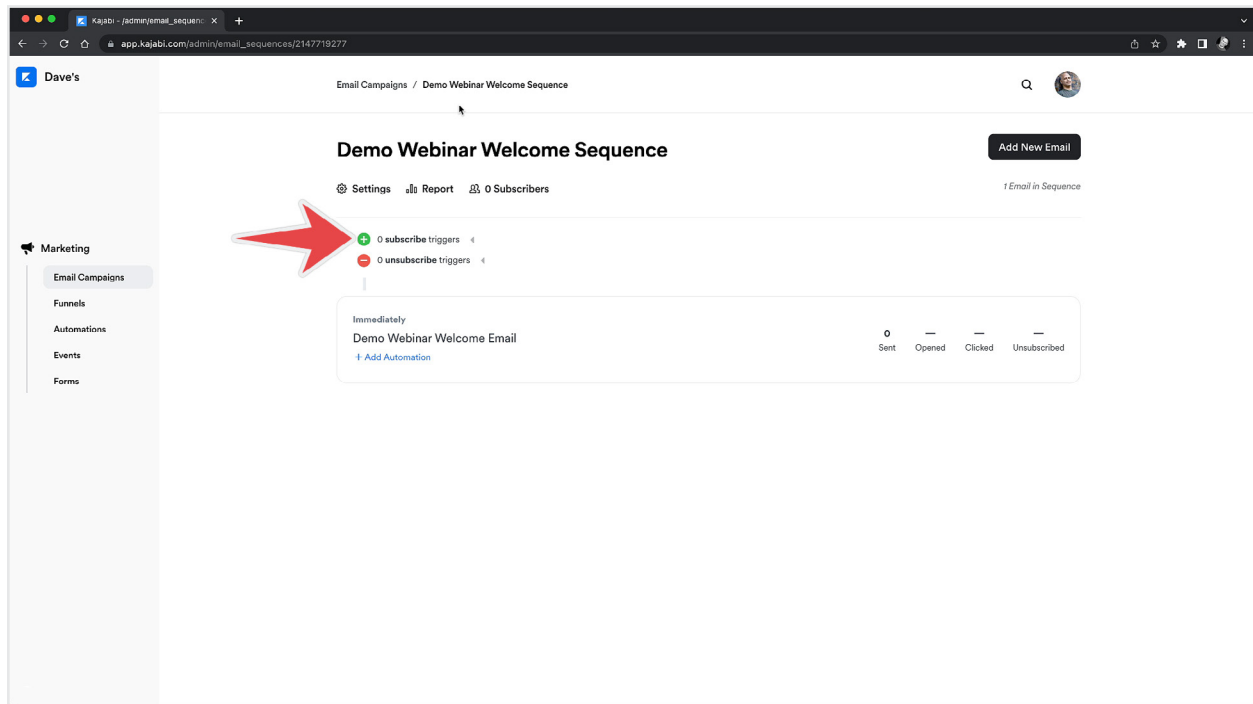 Kajabi - /admin/email_sequenc
app.kajabi.com/admin/email_sequences/2147719277
Dave's
Email Campaigns / Demo Webinar Welcome Sequence
Demo Webinar Welcome Sequence
Add New Email
Settings Report 0 Subscribers
1 Email in Sequence
0 subscribe triggers
0 unsubscribe triggers
Marketing
Email Campaigns
Funnels
Automations
Events
Forms
Immediately
Demo Webinar Welcome Email
+ Add Automation
0 — — —
Sent Opened Clicked Unsubscribed